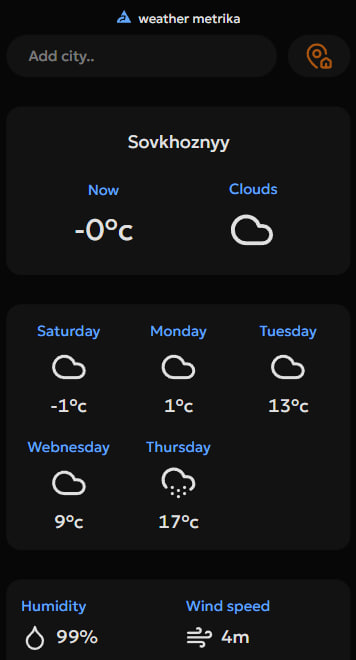 weather metrika
Add city..
Sovkhoznyy
Now
Clouds
-0°c
Saturday
Monday
Tuesday
-1°c
1°c
13°c
Webnesday
Thursday
9°c
17°c
Humidity
Wind speed
99%
4m